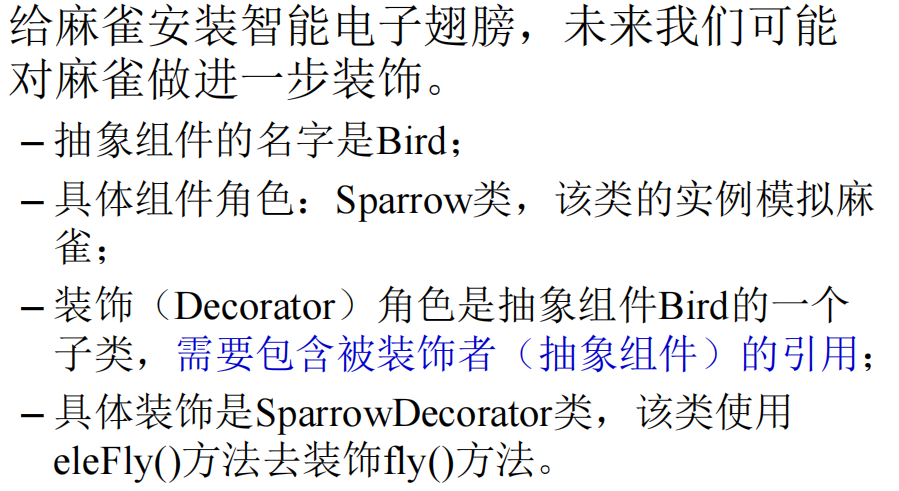 给麻雀安装智能电子翅膀，未来我们可能
对麻雀做进一步装饰。
– 抽象组件的名字是Bird；
– 具体组件角色：Sparrow类，该类的实例模拟麻
雀；
– 装饰（Decorator）角色是抽象组件Bird的一个
子类，需要包含被装饰者（抽象组件）的引用；
– 具体装饰是SparrowDecorator类，该类使用
eleFly()方法去装饰fly()方法。